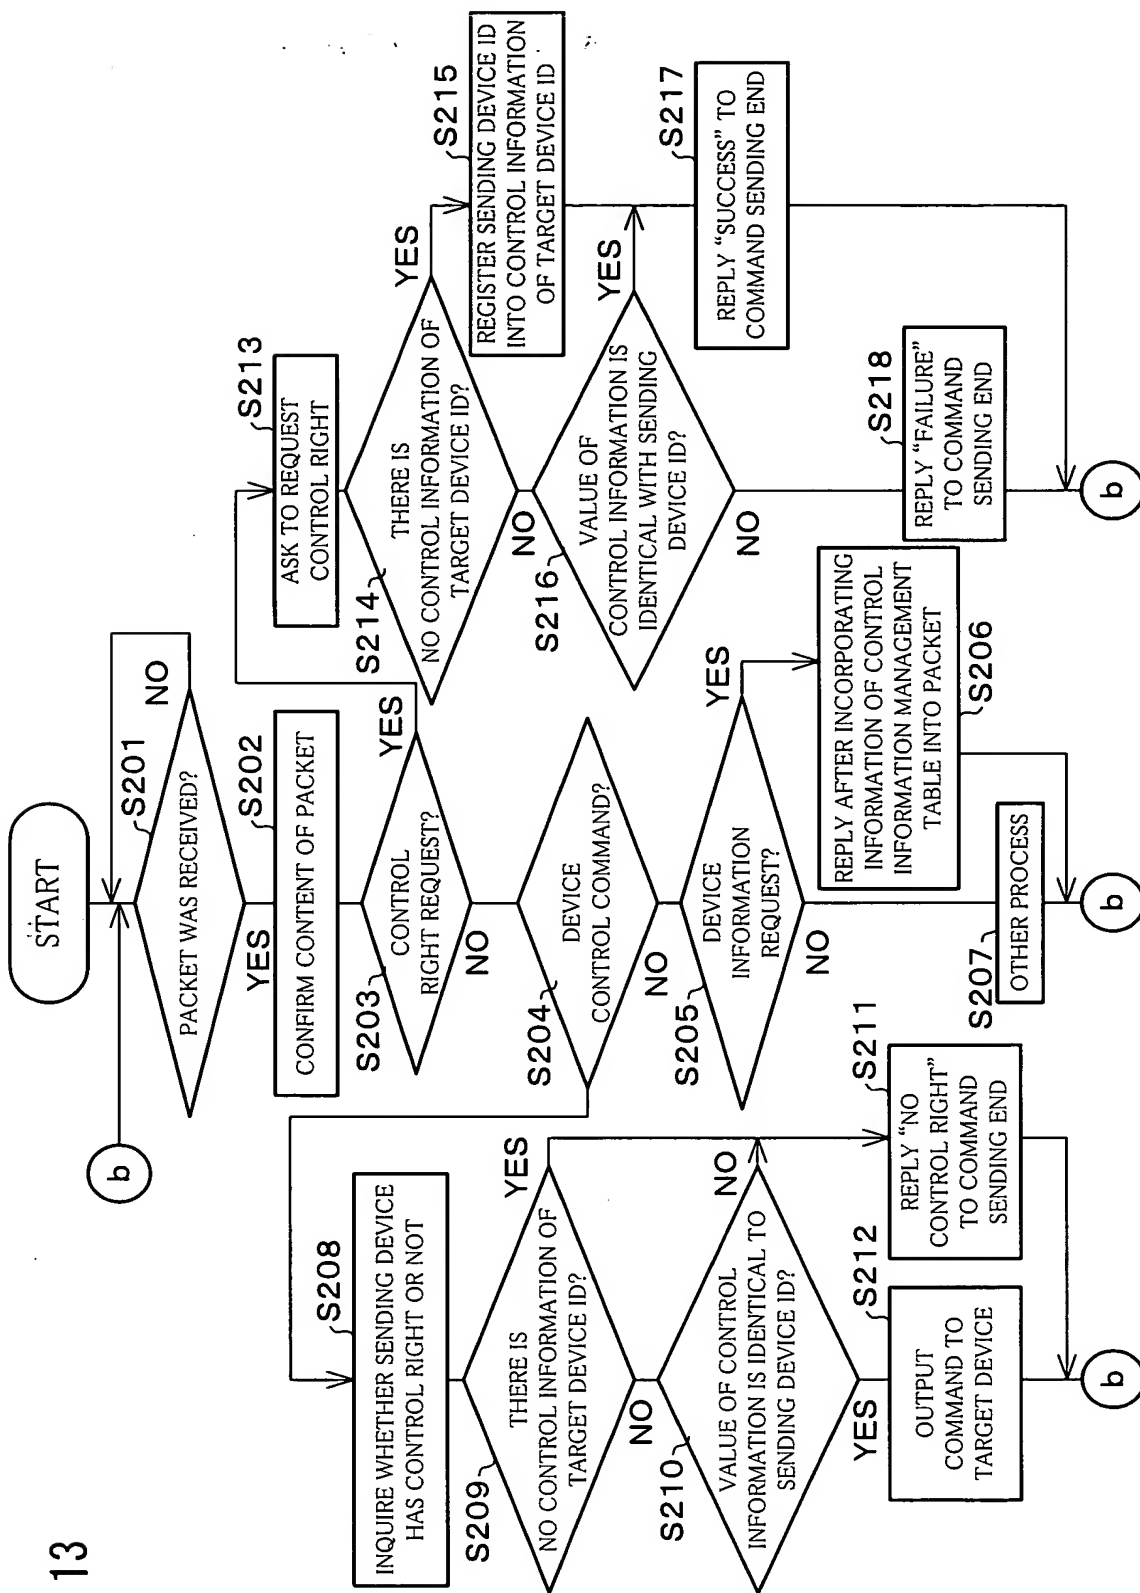 13
START
b
S201
PACKET WAS RECEIVED?
NO
YES
S202
CONFIRM CONTENT OF PACKET
S203
CONTROL
RIGHT REQUEST?
YES
NO
S204
DEVICE
CONTROL COMMAND?
NO
S205
DEVICE
INFORMATION
REQUEST?
YES
NO
S206
REPLY AFTER INCORPORATING
INFORMATION OF CONTROL
INFORMATION MANAGEMENT
TABLE INTO PACKET
S207
OTHER PROCESS
b
S208
INQUIRE WHETHER SENDING DEVICE
HAS CONTROL RIGHT OR NOT
S209
THERE IS
NO CONTROL INFORMATION OF
TARGET DEVICE ID?
YES
NO
S210
VALUE OF CONTROL
INFORMATION IS IDENTICAL TO
SENDING DEVICE ID?
NO
YES
S211
REPLY “NO
CONTROL RIGHT”
TO COMMAND
SENDING END
S212
OUTPUT
COMMAND TO
TARGET DEVICE
b
S213
ASK TO REQUEST
CONTROL RIGHT
S214
THERE IS
NO CONTROL INFORMATION OF
TARGET DEVICE ID?
YES
NO
S215
REGISTER SENDING DEVICE ID
INTO CONTROL INFORMATION
OF TARGET DEVICE ID
S216
VALUE OF
CONTROL INFORMATION IS
IDENTICAL WITH SENDING
DEVICE ID?
YES
NO
S217
REPLY “SUCCESS” TO
COMMAND SENDING END
S218
REPLY “FAILURE”
TO COMMAND
SENDING END
b